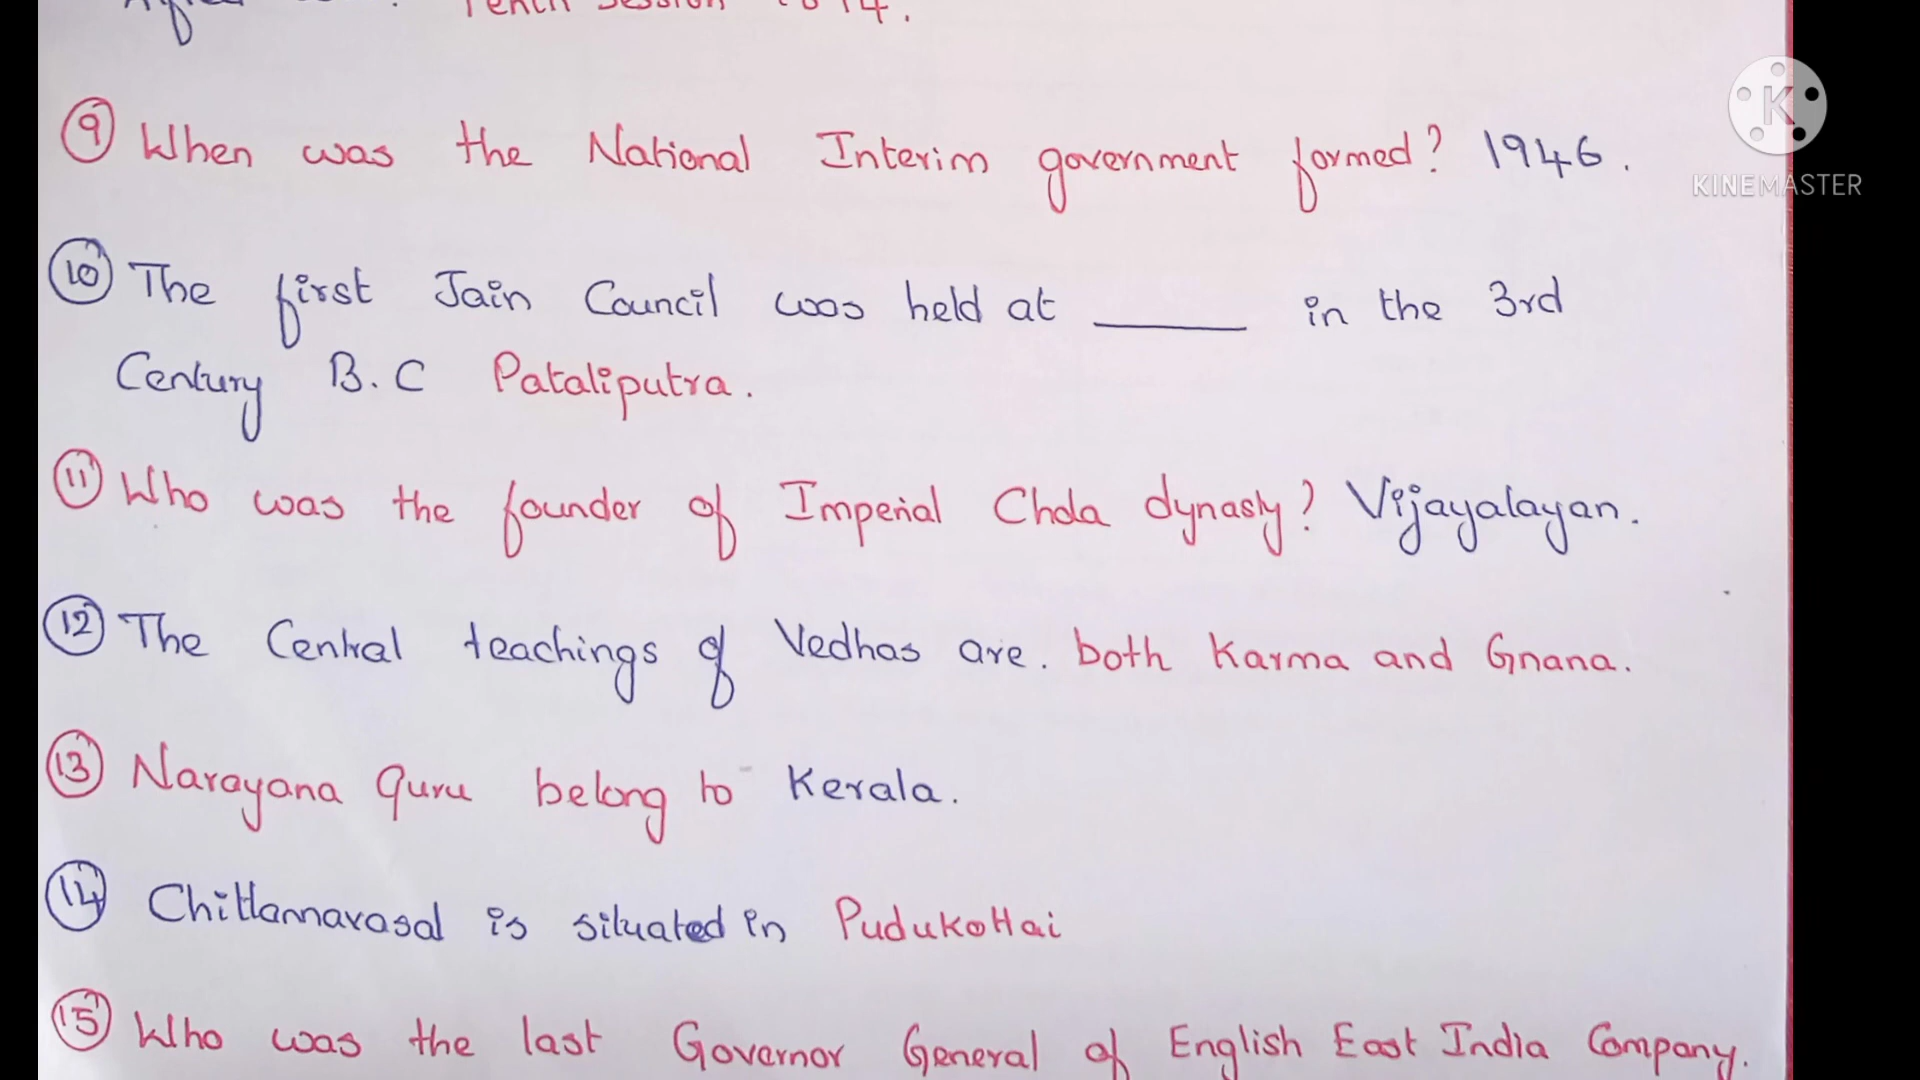 Tenth Session
⑨ When was the National Interim government formed? 1946.
KINEMASTER
⑩ The first Jain Council was held at ______ in the 3rd
Century B.C Pataliputra.
⑪ Who was the founder of Imperial Chola dynasty? Vijayalayan.
⑫ The Central teachings of Vedhas are. both Karma and Gnana.
⑬ Narayana Guru belong to Kerala.
⑭ Chittannavasal is situated in Pudukottai
⑮ Who was the last Governor General of English East India Company.